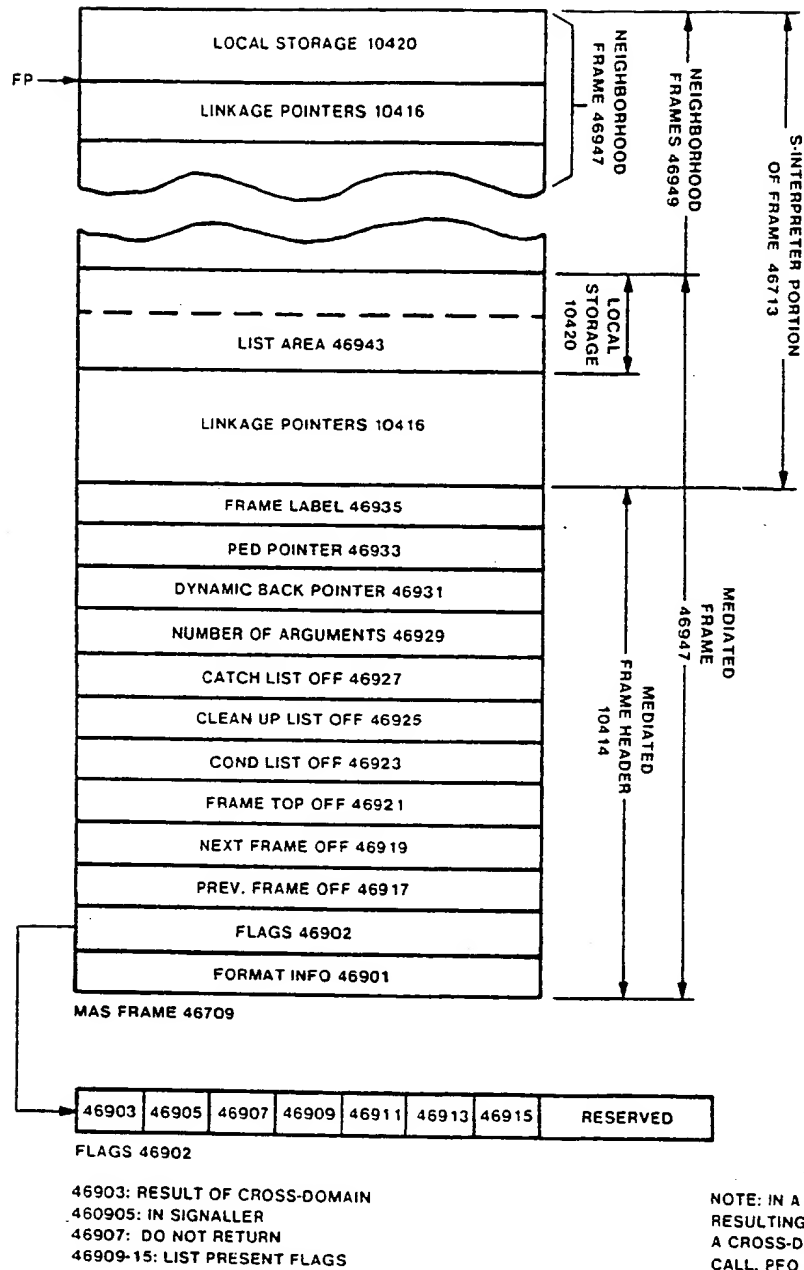 LOCAL STORAGE 10420
FP
LINKAGE POINTERS 10416
NEIGHBORHOOD
FRAME 46947
NEIGHBORHOOD
FRAMES 46949
S-INTERPRETER PORTION
OF FRAME 46713
LOCAL
STORAGE
10420
LIST AREA 46943
LINKAGE POINTERS 10416
FRAME LABEL 46935
PED POINTER 46933
DYNAMIC BACK POINTER 46931
NUMBER OF ARGUMENTS 46929
CATCH LIST OFF 46927
CLEAN UP LIST OFF 46925
COND LIST OFF 46923
FRAME TOP OFF 46921
NEXT FRAME OFF 46919
PREV. FRAME OFF 46917
FLAGS 46902
FORMAT INFO 46901
MEDIATED
FRAME HEADER
10414
MEDIATED
FRAME
46947
MAS FRAME 46709
46903 46905 46907 46909 46911 46913 46915 RESERVED
FLAGS 46902
46903: RESULT OF CROSS-DOMAIN
460905: IN SIGNALLER
46907: DO NOT RETURN
46909-15: LIST PRESENT FLAGS
NOTE: IN A
RESULTING
A CROSS-D
CALL, PEO